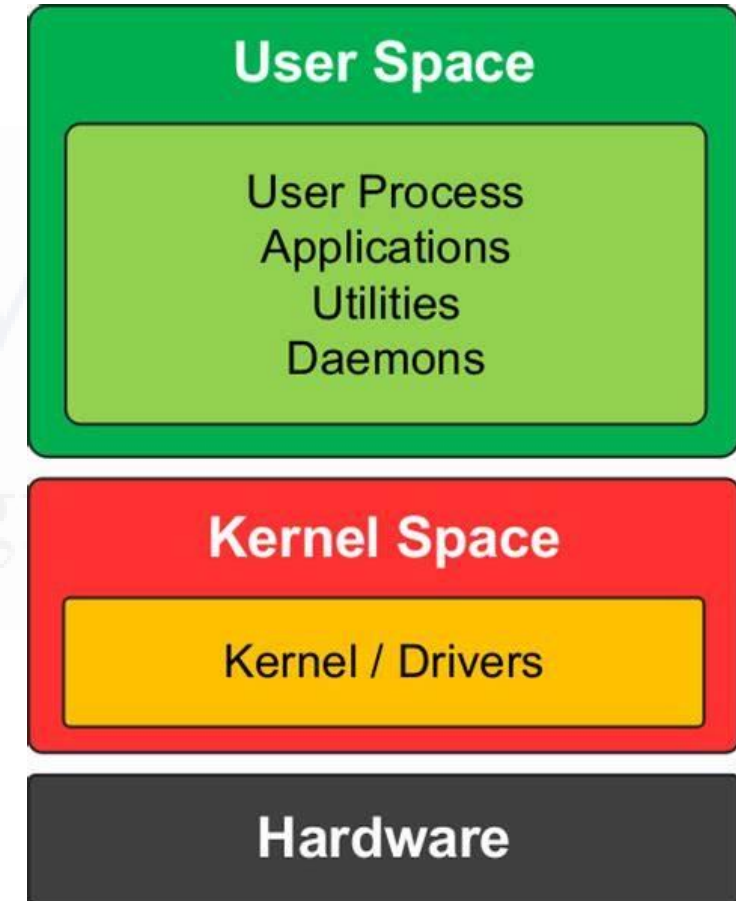 User Space
User Process
Applications
Utilities
Daemons
Kernel Space
Kernel / Drivers
Hardware